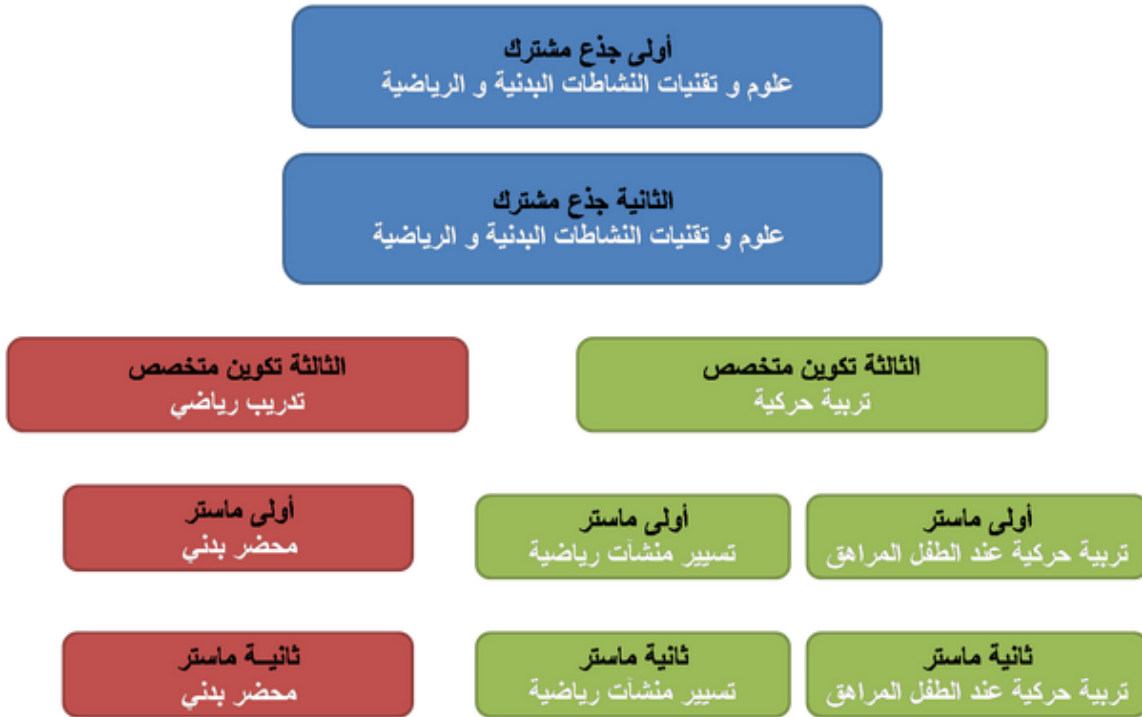 أولى جذع مشترك
علوم و تقنيات النشاطات البدنية و الرياضية
الثانية جذع مشترك
علوم و تقنيات النشاطات البدنية و الرياضية
الثالثة تكوين متخصص
تربية حركية
الثالثة تكوين متخصص
تدريب رياضي
أولى ماستر
تربية حركية عند الطفل المراهق
أولى ماستر
تسيير منشآت رياضية
أولى ماستر
محضر بدني
ثانية ماستر
تربية حركية عند الطفل المراهق
ثانية ماستر
تسيير منشآت رياضية
ثانيــة ماستر
محضر بدني